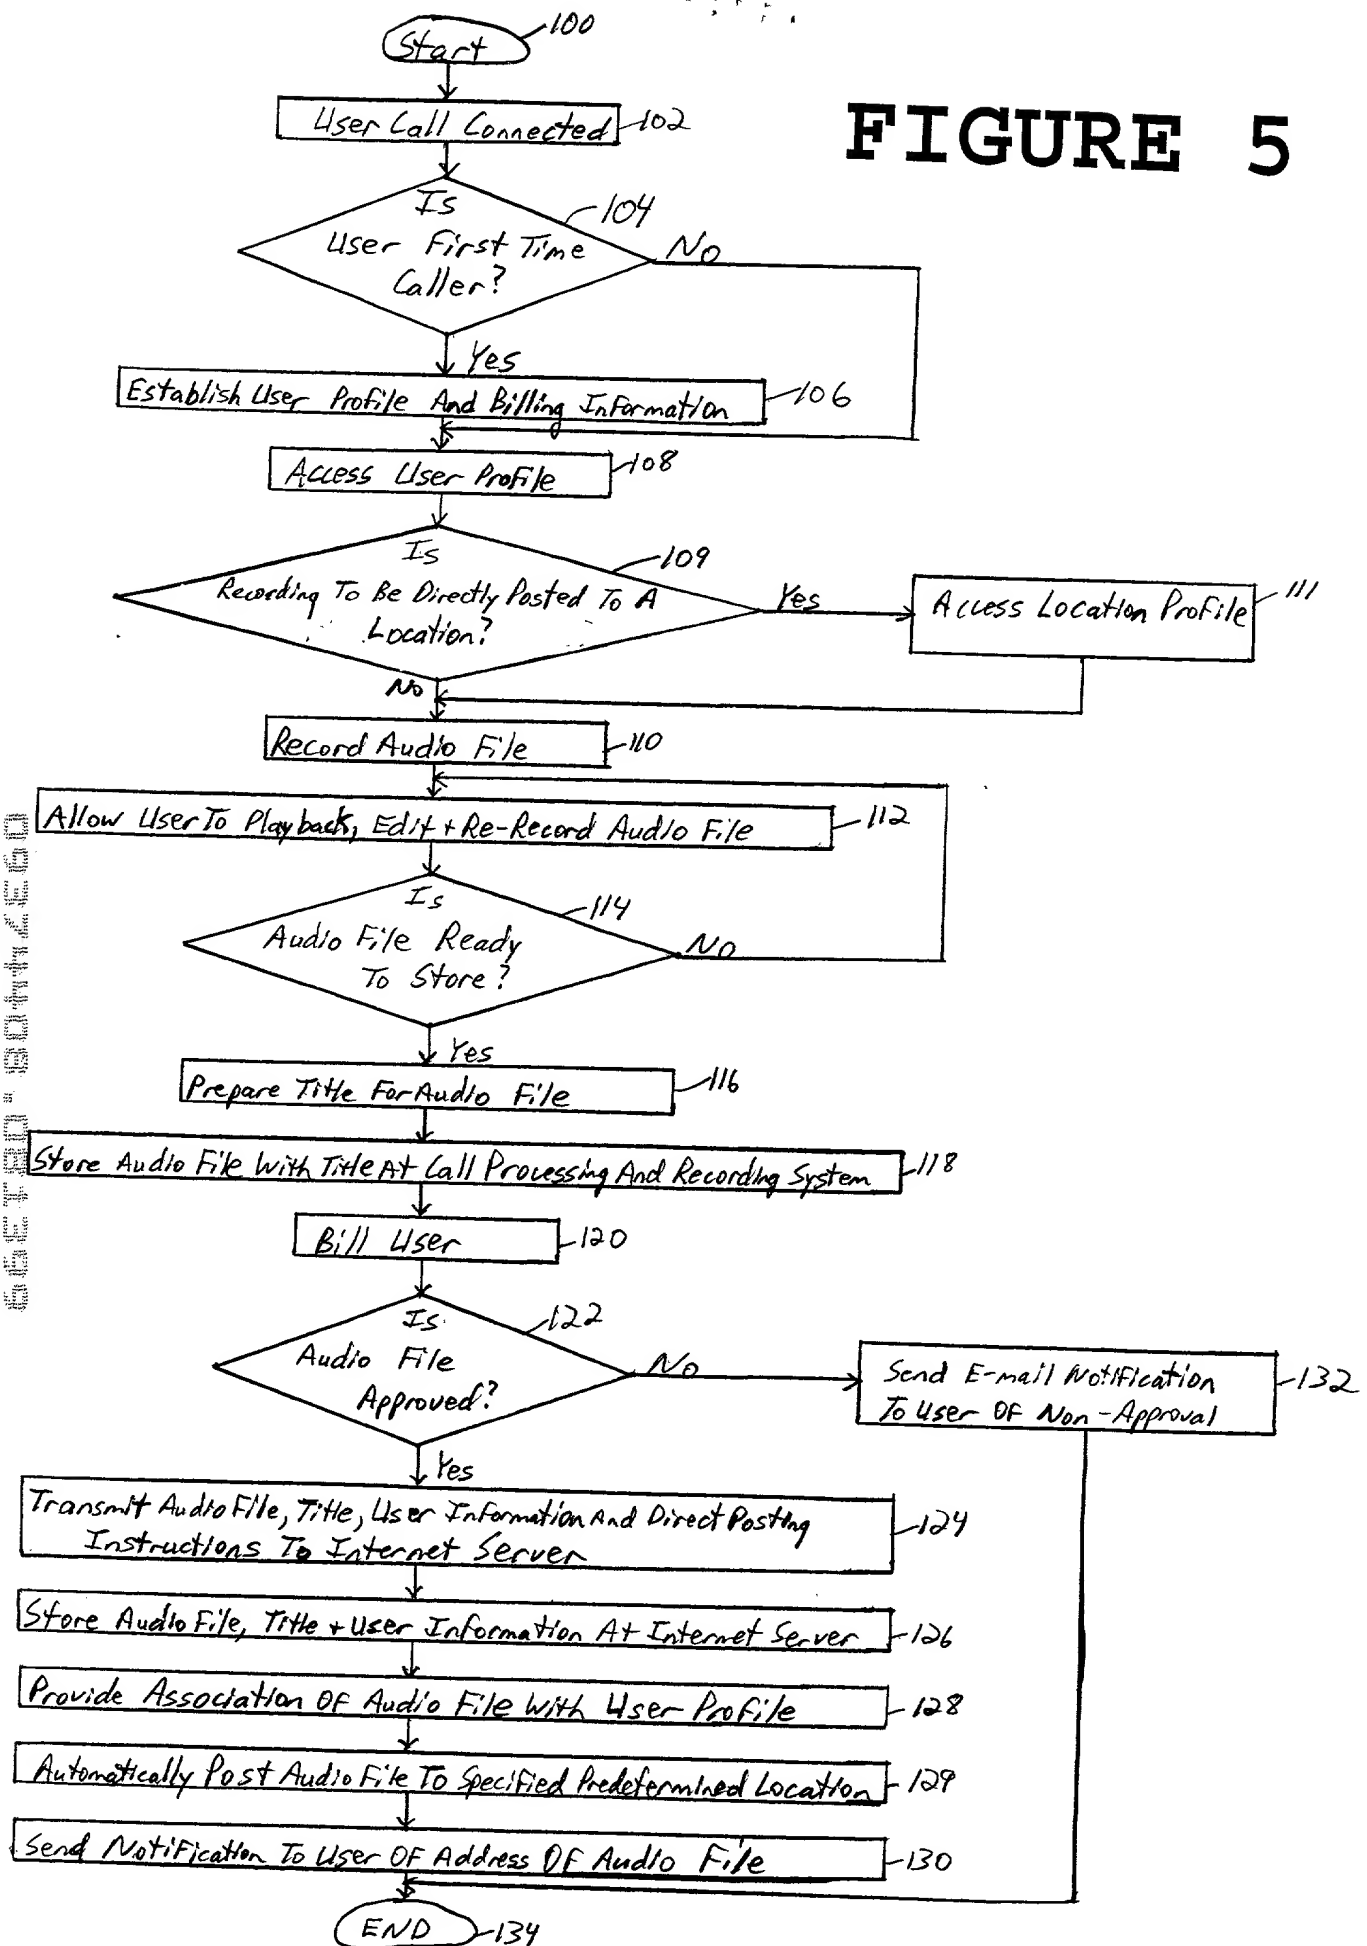 Start
100
User Call Connected
102
FIGURE 5
Is
User First Time
Caller?
104
No
Yes
Establish User Profile And Billing Information
106
Access User Profile
108
Is
Recording To Be Directly Posted To A
Location?
109
Yes
Access Location Profile
111
No
Record Audio File
110
Allow User To Playback, Edit + Re-Record Audio File
112
Is
Audio File Ready
To Store?
114
No
Yes
Prepare Title For Audio File
116
Store Audio File With Title At Call Processing And Recording System
118
Bill User
120
Is
Audio File
Approved?
122
No
Send E-mail Notification
To User Of Non-Approval
132
Yes
Transmit Audio File, Title, User Information And Direct Posting
Instructions To Internet Server
124
Store Audio File, Title + User Information At Internet Server
126
Provide Association Of Audio File With User Profile
128
Automatically Post Audio File To Specified Predetermined Location
129
Send Notification To User Of Address Of Audio File
130
END
134